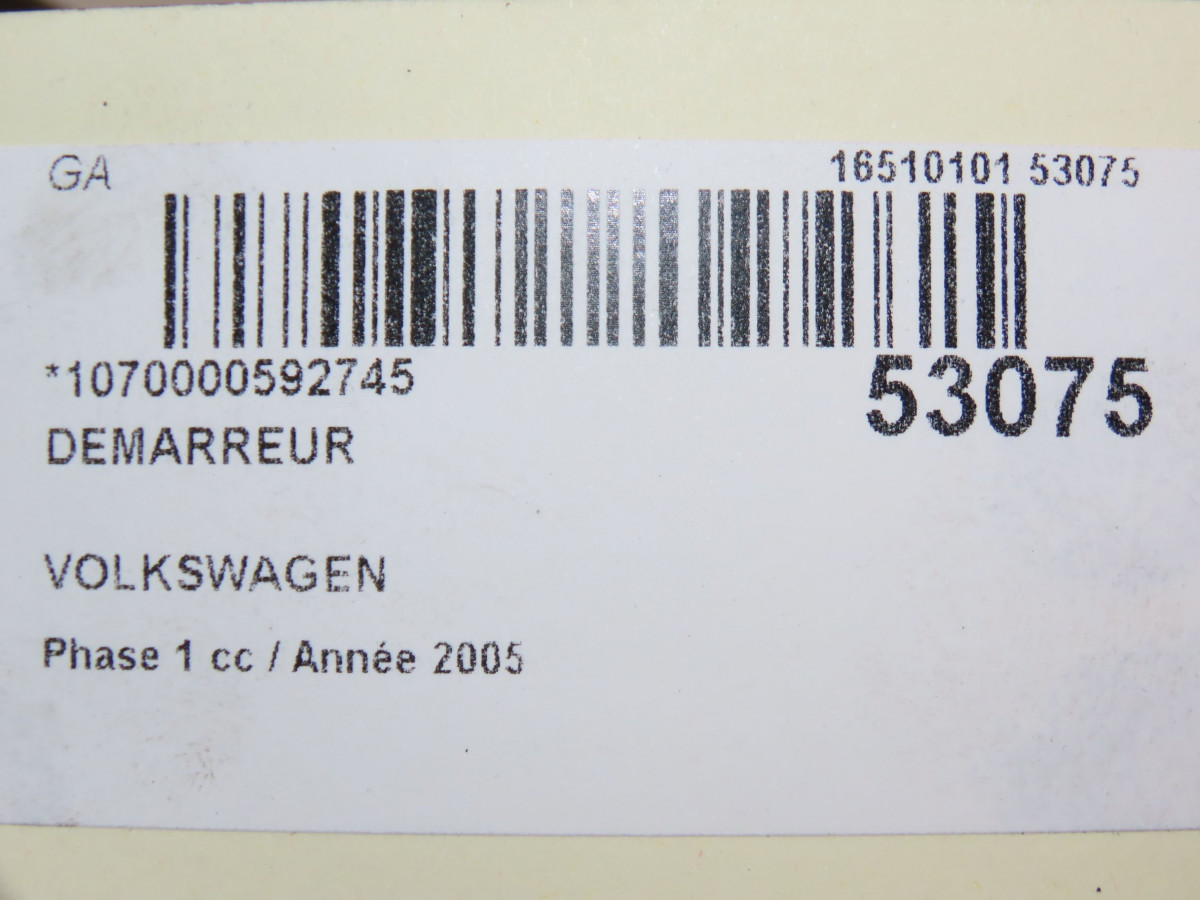 GA 16510101 53075
*1070000592745 53075
DEMARREUR
VOLKSWAGEN
Phase 1 cc / Année 2005